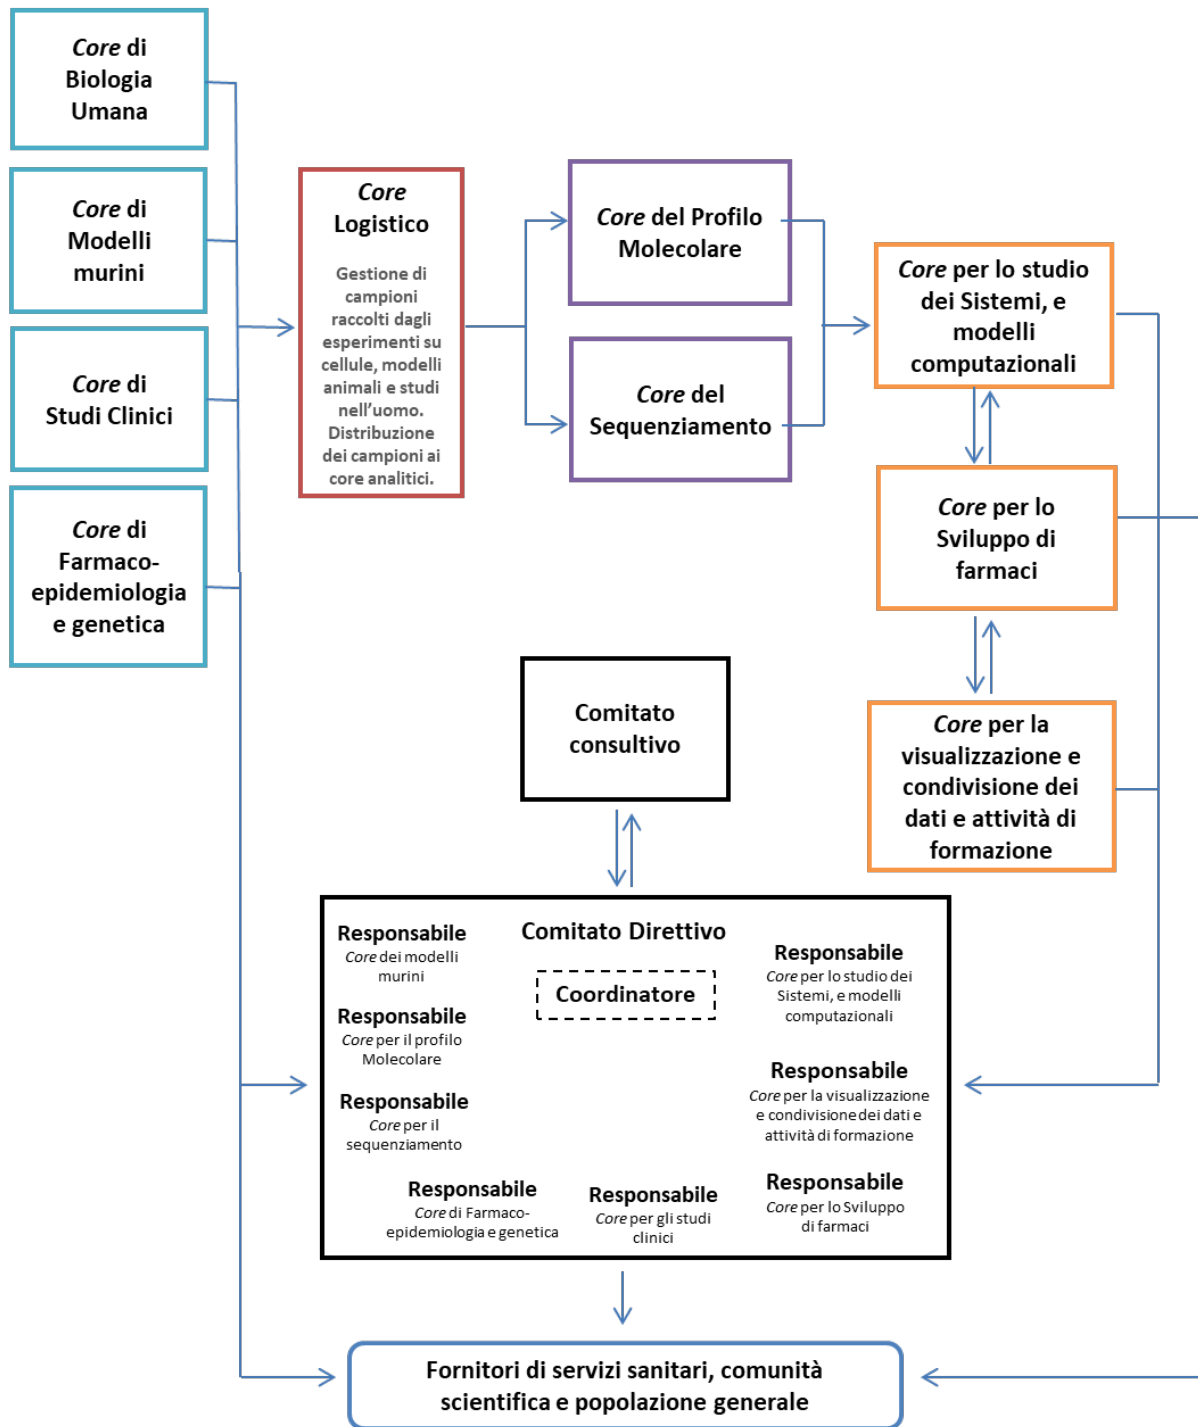 Core di
Biologia
Umana
Core di
Modelli
murini
Core di
Studi Clinici
Core di
Farmaco-
epidemiologia
e genetica
Core
Logistico
Gestione di
campioni
raccolti dagli
esperimenti su
cellule, modelli
animali e studi
nell’uomo.
Distribuzione
dei campioni ai
core analitici.
Core del Profilo
Molecolare
Core del
Sequenziamento
Core per lo studio
dei Sistemi, e
modelli
computazionali
Core per lo
Sviluppo di
farmaci
Core per la
visualizzazione e
condivisione dei
dati e attività di
formazione
Comitato
consultivo
Comitato Direttivo
Coordinatore
Responsabile
Core dei modelli
murini
Responsabile
Core per il profilo
Molecolare
Responsabile
Core per il
sequenziamento
Responsabile
Core di Farmaco-
epidemiologia e genetica
Responsabile
Core per gli studi
clinici
Responsabile
Core per lo studio dei
Sistemi, e modelli
computazionali
Responsabile
Core per la visualizzazione
e condivisione dei dati e
attività di formazione
Responsabile
Core per lo Sviluppo
di farmaci
Fornitori di servizi sanitari, comunità
scientifica e popolazione generale